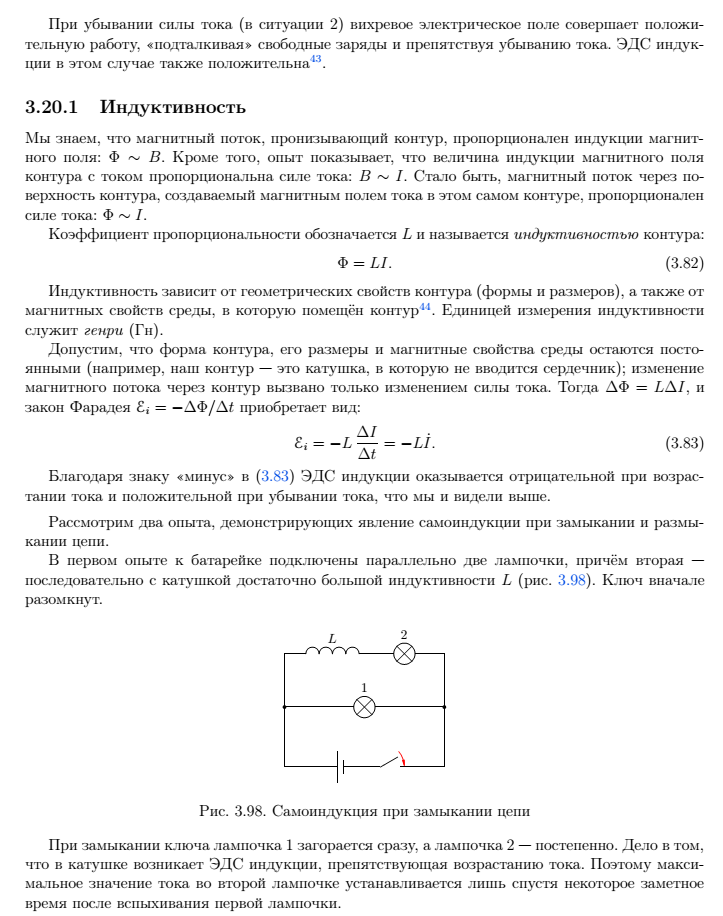 При убывании силы тока (в ситуации 2) вихревое электрическое поле совершает положи-
тельную работу, «подталкивая» свободные заряды и препятствуя убыванию тока. ЭДС индук-
ции в этом случае также положительна⁴³.
3.20.1 Индуктивность
Мы знаем, что магнитный поток, пронизывающий контур, пропорционален индукции магнит-
ного поля: Φ ∼ B. Кроме того, опыт показывает, что величина индукции магнитного поля
контура с током пропорциональна силе тока: B ∼ I. Стало быть, магнитный поток через по-
верхность контура, создаваемый магнитным полем тока в этом самом контуре, пропорционален
силе тока: Φ ∼ I.
Коэффициент пропорциональности обозначается L и называется индуктивностью контура:
Φ = LI. (3.82)
Индуктивность зависит от геометрических свойств контура (формы и размеров), а также от
магнитных свойств среды, в которую помещён контур⁴⁴. Единицей измерения индуктивности
служит генри (Гн).
Допустим, что форма контура, его размеры и магнитные свойства среды остаются посто-
янными (например, наш контур — это катушка, в которую не вводится сердечник); изменение
магнитного потока через контур вызвано только изменением силы тока. Тогда ΔΦ = LΔI, и
закон Фарадея ℰᵢ = −ΔΦ/Δt приобретает вид:
ℰᵢ = −L ΔI/Δt = −Lİ. (3.83)
Благодаря знаку «минус» в (3.83) ЭДС индукции оказывается отрицательной при возрас-
тании тока и положительной при убывании тока, что мы и видели выше.
Рассмотрим два опыта, демонстрирующих явление самоиндукции при замыкании и размы-
кании цепи.
В первом опыте к батарейке подключены параллельно две лампочки, причём вторая —
последовательно с катушкой достаточно большой индуктивности L (рис. 3.98). Ключ вначале
разомкнут.
L 2
1
Рис. 3.98. Самоиндукция при замыкании цепи
При замыкании ключа лампочка 1 загорается сразу, а лампочка 2 — постепенно. Дело в том,
что в катушке возникает ЭДС индукции, препятствующая возрастанию тока. Поэтому макси-
мальное значение тока во второй лампочке устанавливается лишь спустя некоторое заметное
время после вспыхивания первой лампочки.